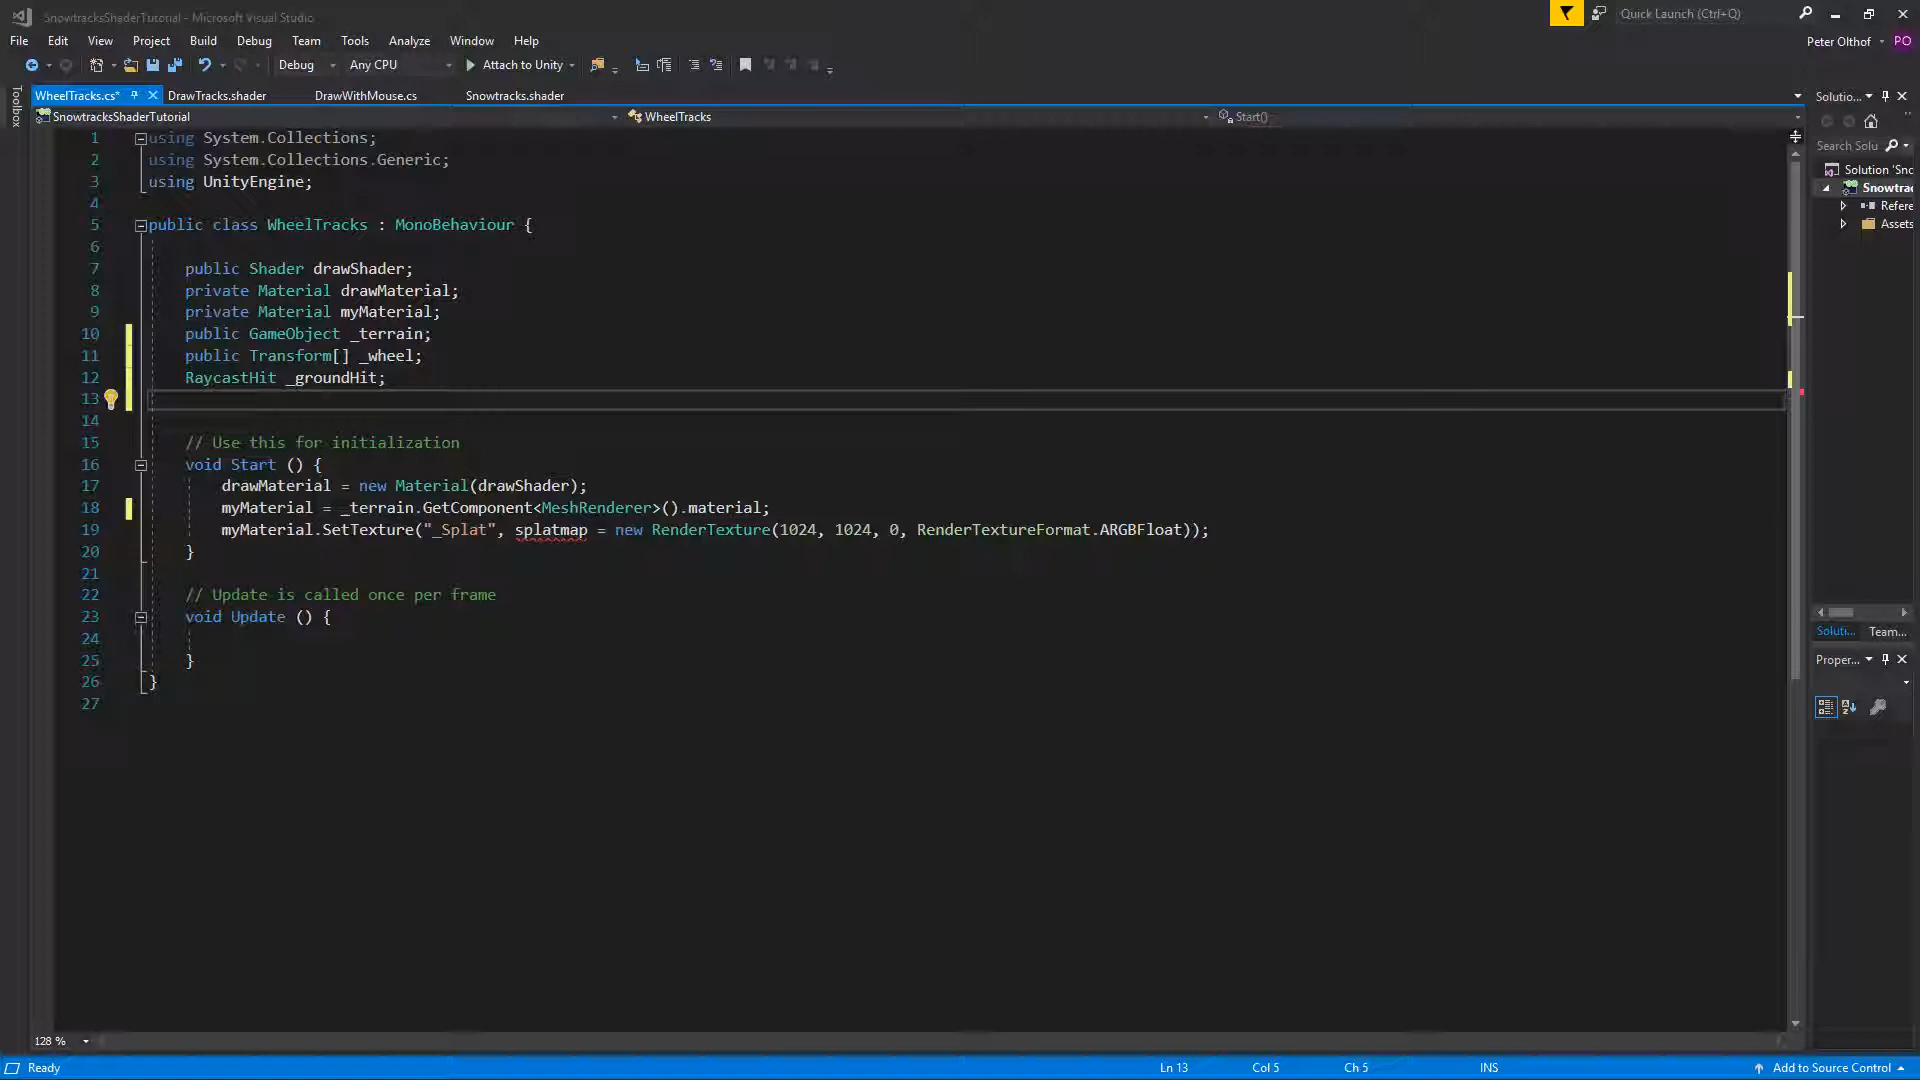 SnowtracksShaderTutorial - Microsoft Visual Studio
Quick Launch (Ctrl+Q)
File Edit View Project Build Debug Team Tools Analyze Window Help
Peter Olthof PO
Debug Any CPU Attach to Unity
Toolbox
WheelTracks.cs* DrawTracks.shader DrawWithMouse.cs Snowtracks.shader
Solutio...
SnowtracksShaderTutorial WheelTracks Start()
Search Solu
Solution 'Sno
Snowtrac
Refere
Assets
1 using System.Collections;
2 using System.Collections.Generic;
3 using UnityEngine;
4
5 public class WheelTracks : MonoBehaviour {
6
7 public Shader drawShader;
8 private Material drawMaterial;
9 private Material myMaterial;
10 public GameObject _terrain;
11 public Transform[] _wheel;
12 RaycastHit _groundHit;
13
14
15 // Use this for initialization
16 void Start () {
17 drawMaterial = new Material(drawShader);
18 myMaterial = _terrain.GetComponent<MeshRenderer>().material;
19 myMaterial.SetTexture("_Splat", splatmap = new RenderTexture(1024, 1024, 0, RenderTextureFormat.ARGBFloat));
20 }
21
22 // Update is called once per frame
23 void Update () {
24
25 }
26 }
27
Soluti... Team...
Proper...
128 %
Ready Ln 13 Col 5 Ch 5 INS Add to Source Control